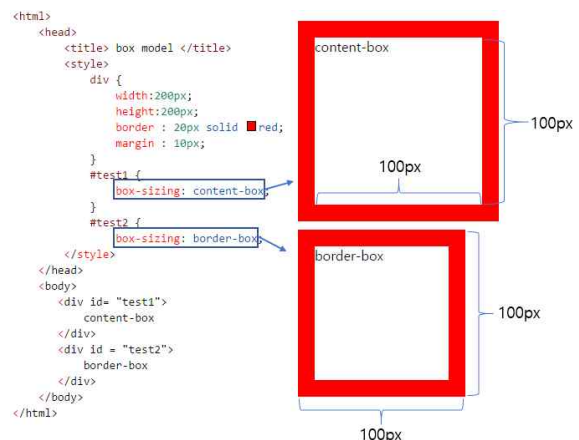 <html>
<head>
<title> box model </title>
<style>
div {
width:200px;
height:200px;
border : 20px solid red;
margin : 10px;
}
#test1 {
box-sizing: content-box;
}
#test2 {
box-sizing: border-box;
</style>
</head>
<body>
<div id= "test1">
content-box
</div>
<div id = "test2">
border-box
</div>
</body>
</html>
content-box
100px
100px
border-box
100px
100px